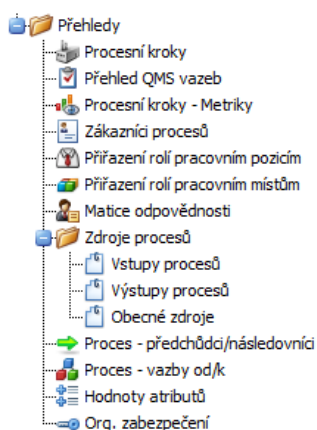 Přehledy
Procesní kroky
Přehled QMS vazeb
Procesní kroky - Metriky
Zákazníci procesů
Přiřazení rolí pracovním pozicím
Přiřazení rolí pracovním místům
Matice odpovědnosti
Zdroje procesů
Vstupy procesů
Výstupy procesů
Obecné zdroje
Proces - předchůdci/následovníci
Proces - vazby od/k
Hodnoty atributů
Org. zabezpečení